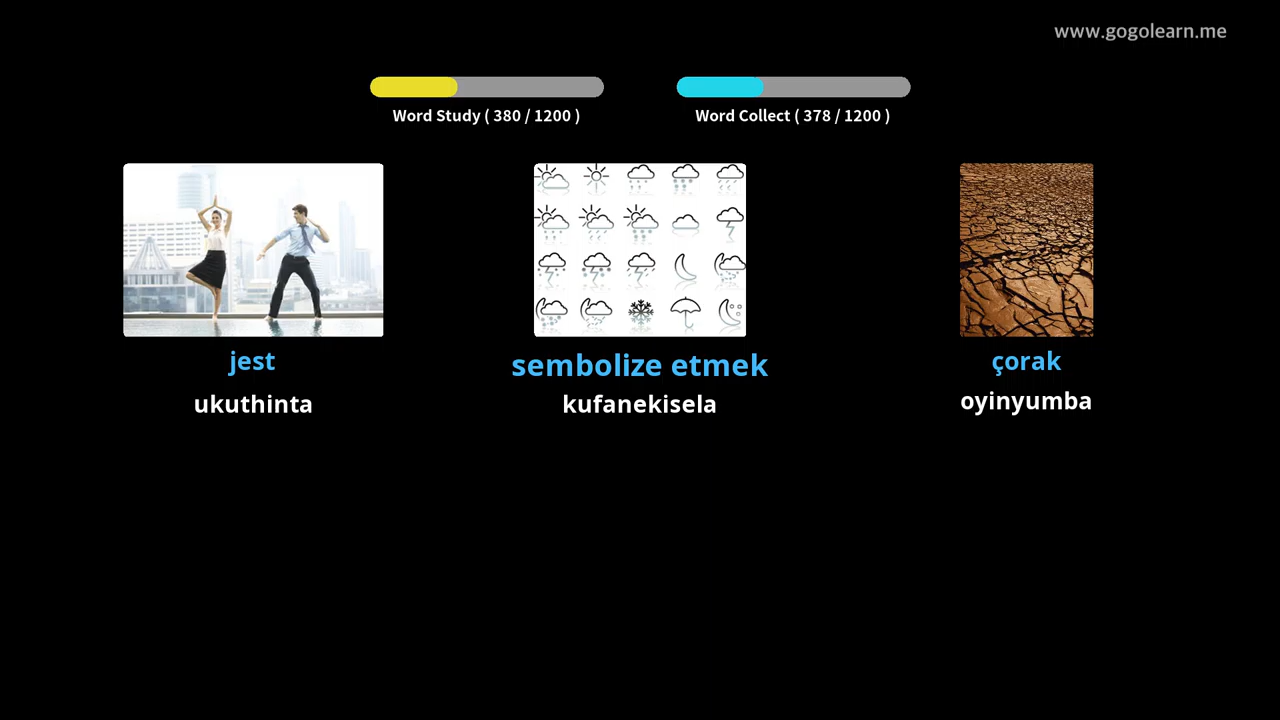 www.gogolearn.me
Word Study ( 380 / 1200 )
Word Collect ( 378 / 1200 )
jest
sembolize etmek
çorak
ukuthinta
kufanekisela
oyinyumba